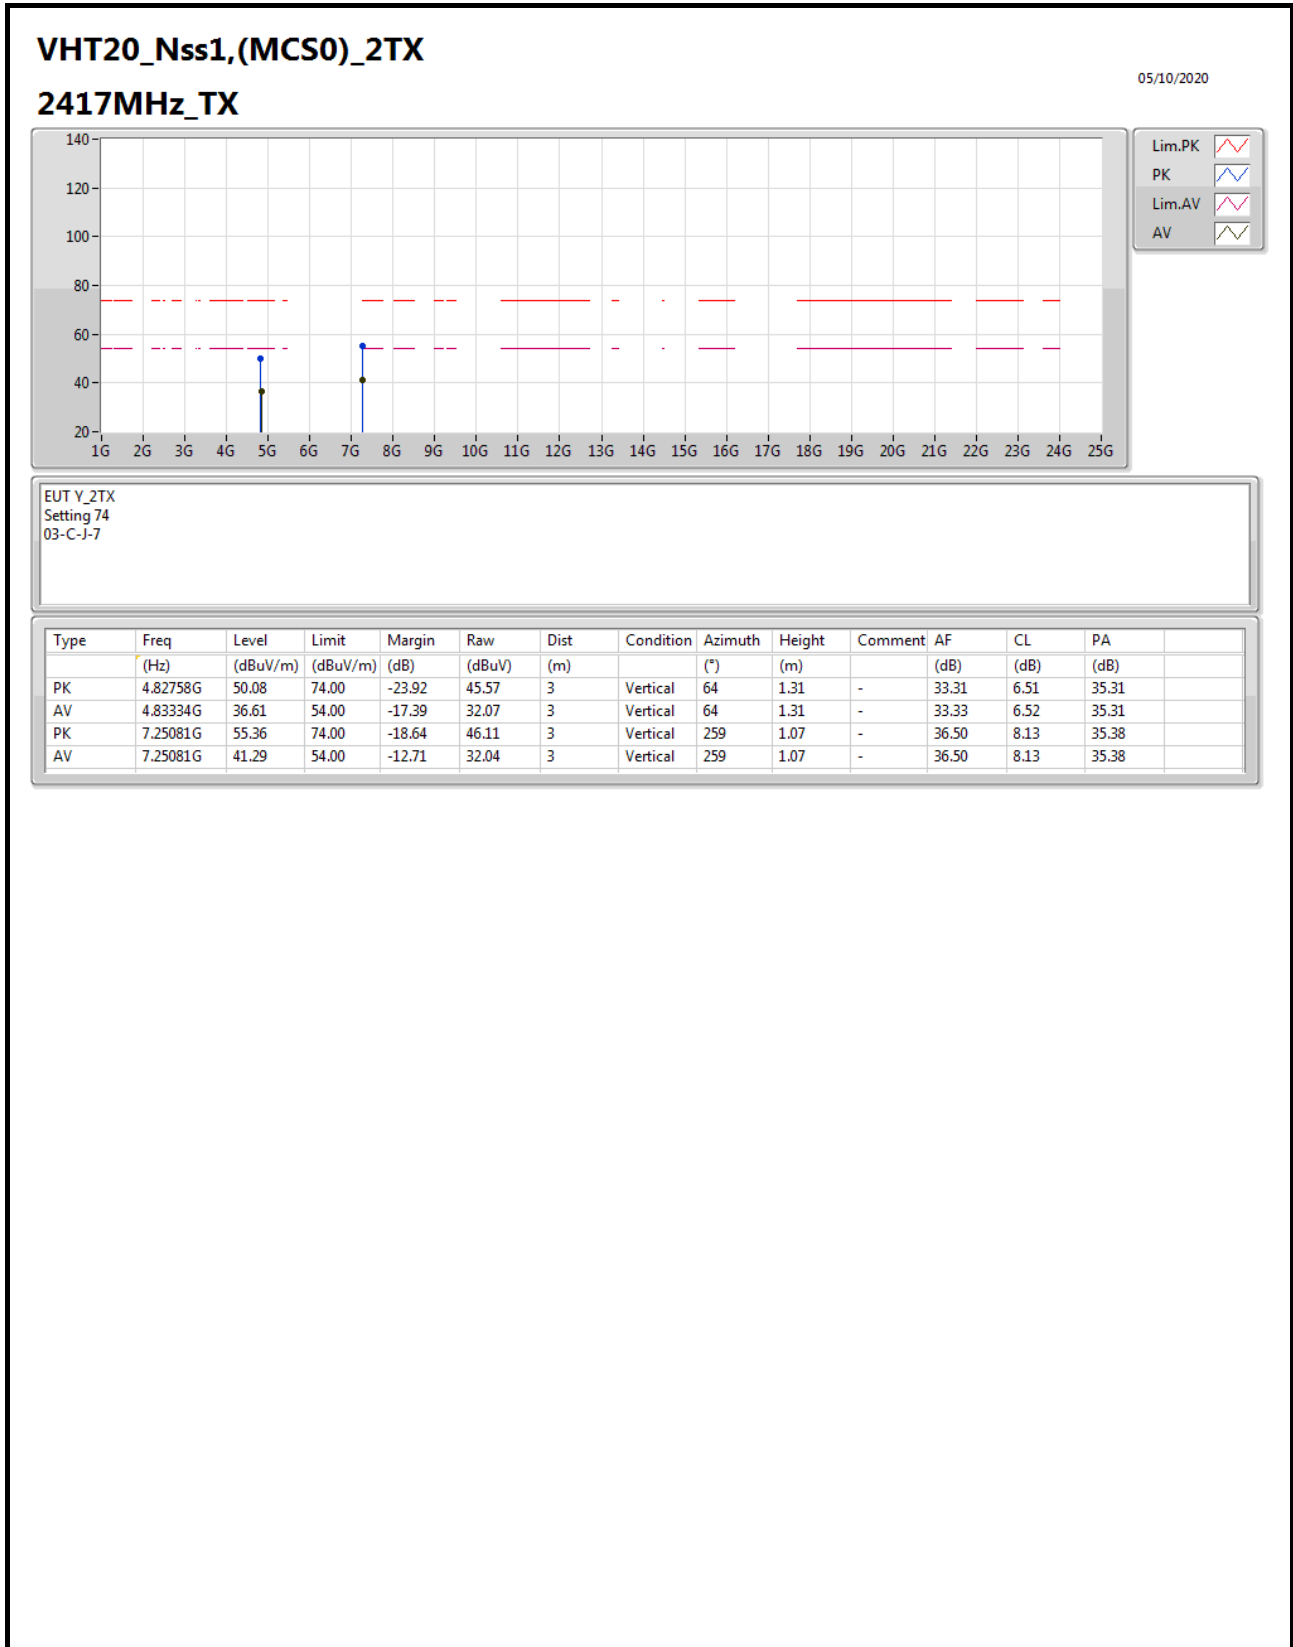 VHT20_Nss1,(MCS0)_2TX
05/10/2020
2417MHz_TX
140
120
100
80
60
40
20
1G 2G 3G 4G 5G 6G 7G 8G 9G 10G 11G 12G 13G 14G 15G 16G 17G 18G 19G 20G 21G 22G 23G 24G 25G
Lim.PK
PK
Lim.AV
AV
EUT Y_2TX
Setting 74
03-C-J-7
Type Freq Level Limit Margin Raw Dist Condition Azimuth Height Comment AF CL PA
(Hz) (dBuV/m) (dBuV/m) (dB) (dBuV) (m) (°) (m) (dB) (dB) (dB)
PK 4.82758G 50.08 74.00 -23.92 45.57 3 Vertical 64 1.31 - 33.31 6.51 35.31
AV 4.83334G 36.61 54.00 -17.39 32.07 3 Vertical 64 1.31 - 33.33 6.52 35.31
PK 7.25081G 55.36 74.00 -18.64 46.11 3 Vertical 259 1.07 - 36.50 8.13 35.38
AV 7.25081G 41.29 54.00 -12.71 32.04 3 Vertical 259 1.07 - 36.50 8.13 35.38